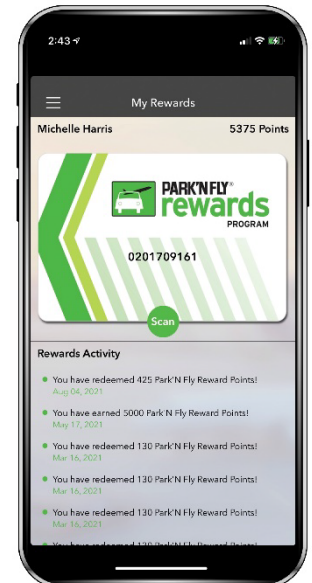 2:43
My Rewards
Michelle Harris 5375 Points
PARK'N FLY®
rewards
PROGRAM
0201709161
Scan
Rewards Activity
You have redeemed 425 Park'N Fly Reward Points!
Aug 04, 2021
You have earned 5000 Park'N Fly Reward Points!
May 17, 2021
You have redeemed 130 Park'N Fly Reward Points!
Mar 16, 2021
You have redeemed 130 Park'N Fly Reward Points!
Mar 16, 2021
You have redeemed 130 Park'N Fly Reward Points!
Mar 16, 2021